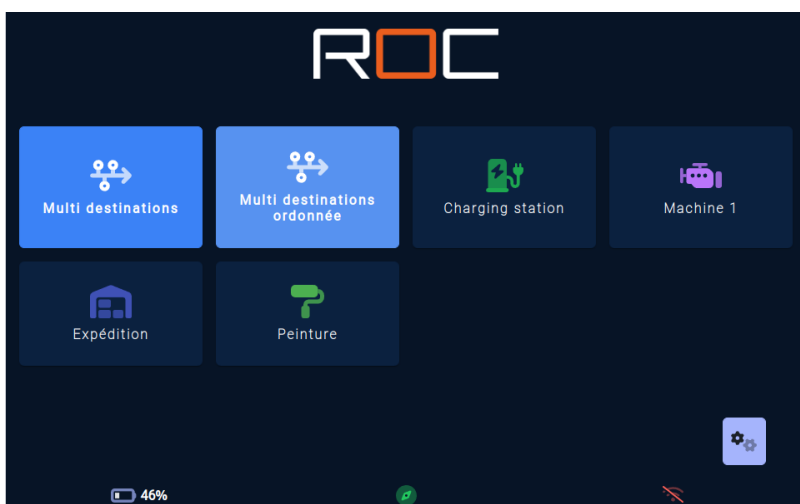 ROC
Multi destinations
Multi destinations
ordonnée
Charging station
Machine 1
Expédition
Peinture
46%